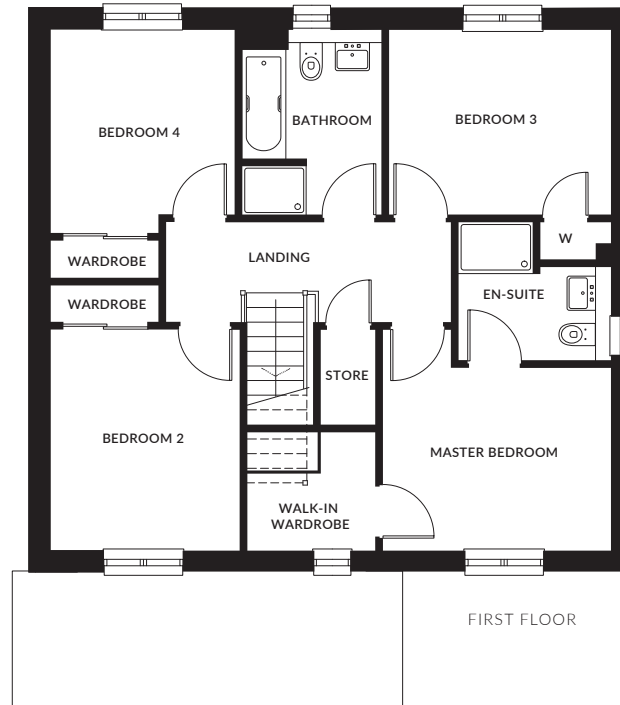 BEDROOM 4
BATHROOM
BEDROOM 3
WARDROBE
LANDING
W
WARDROBE
EN-SUITE
STORE
BEDROOM 2
MASTER BEDROOM
WALK-IN
WARDROBE
FIRST FLOOR